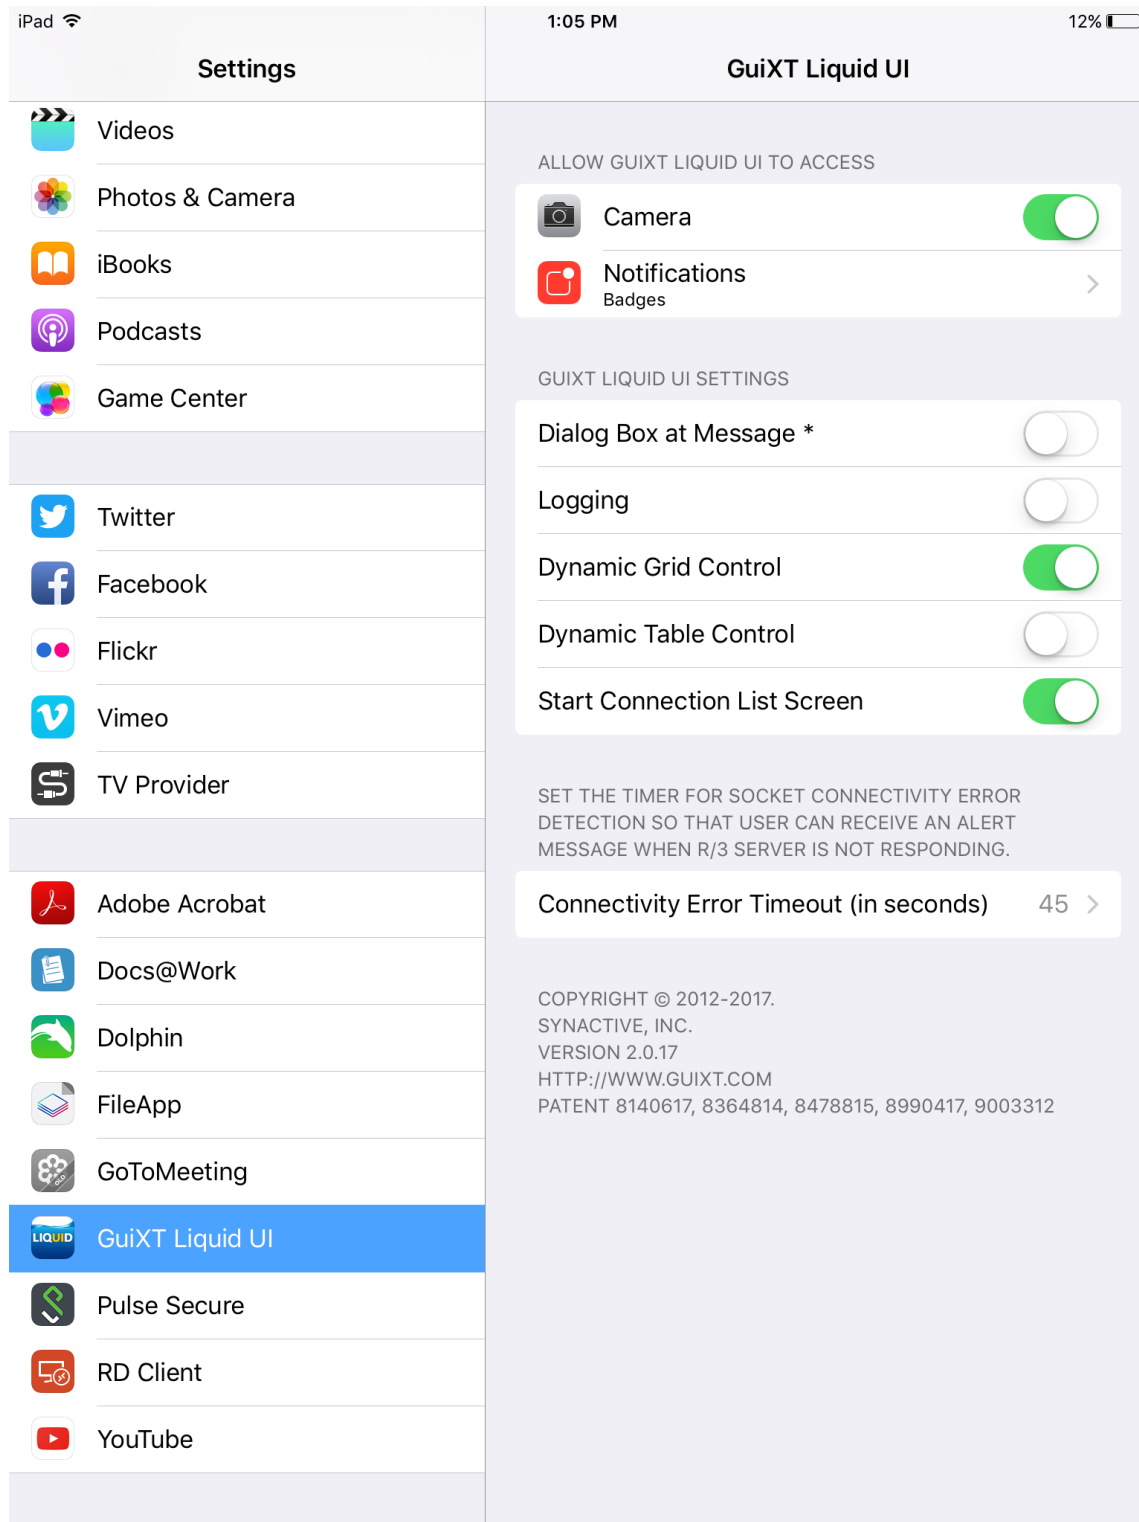 iPad
1:05 PM
12%
Settings
GuiXT Liquid UI
Videos
Photos & Camera
iBooks
Podcasts
Game Center
Twitter
Facebook
Flickr
Vimeo
TV Provider
Adobe Acrobat
Docs@Work
Dolphin
FileApp
OLD
GoToMeeting
LIQUID
GuiXT Liquid UI
Pulse Secure
RD Client
YouTube
ALLOW GUIXT LIQUID UI TO ACCESS
Camera
Notifications
Badges
GUIXT LIQUID UI SETTINGS
Dialog Box at Message *
Logging
Dynamic Grid Control
Dynamic Table Control
Start Connection List Screen
SET THE TIMER FOR SOCKET CONNECTIVITY ERROR
DETECTION SO THAT USER CAN RECEIVE AN ALERT
MESSAGE WHEN R/3 SERVER IS NOT RESPONDING.
Connectivity Error Timeout (in seconds) 45
COPYRIGHT © 2012-2017.
SYNACTIVE, INC.
VERSION 2.0.17
HTTP://WWW.GUIXT.COM
PATENT 8140617, 8364814, 8478815, 8990417, 9003312